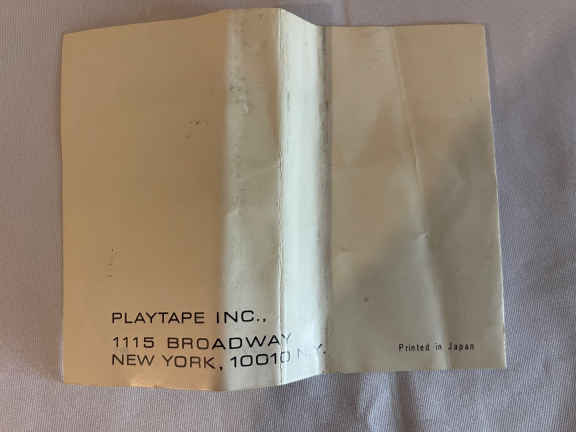 PLAYTAPE INC.,
1115 BROADWAY
NEW YORK, 10010 N.Y.
Printed in Japan